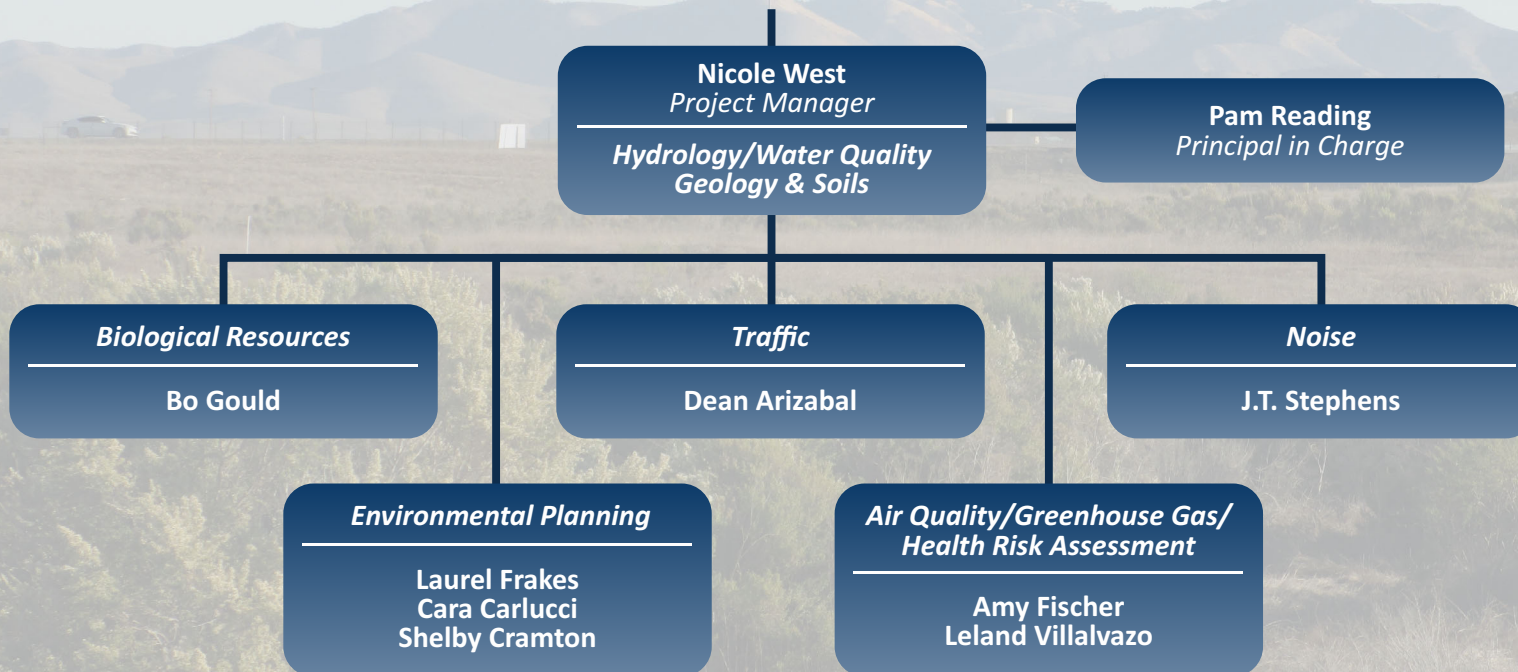 Nicole West
Project Manager
Hydrology/Water Quality
Geology & Soils
Pam Reading
Principal in Charge
Biological Resources
Bo Gould
Traffic
Dean Arizabal
Noise
J.T. Stephens
Environmental Planning
Laurel Frakes
Cara Carlucci
Shelby Cramton
Air Quality/Greenhouse Gas/
Health Risk Assessment
Amy Fischer
Leland Villalvazo